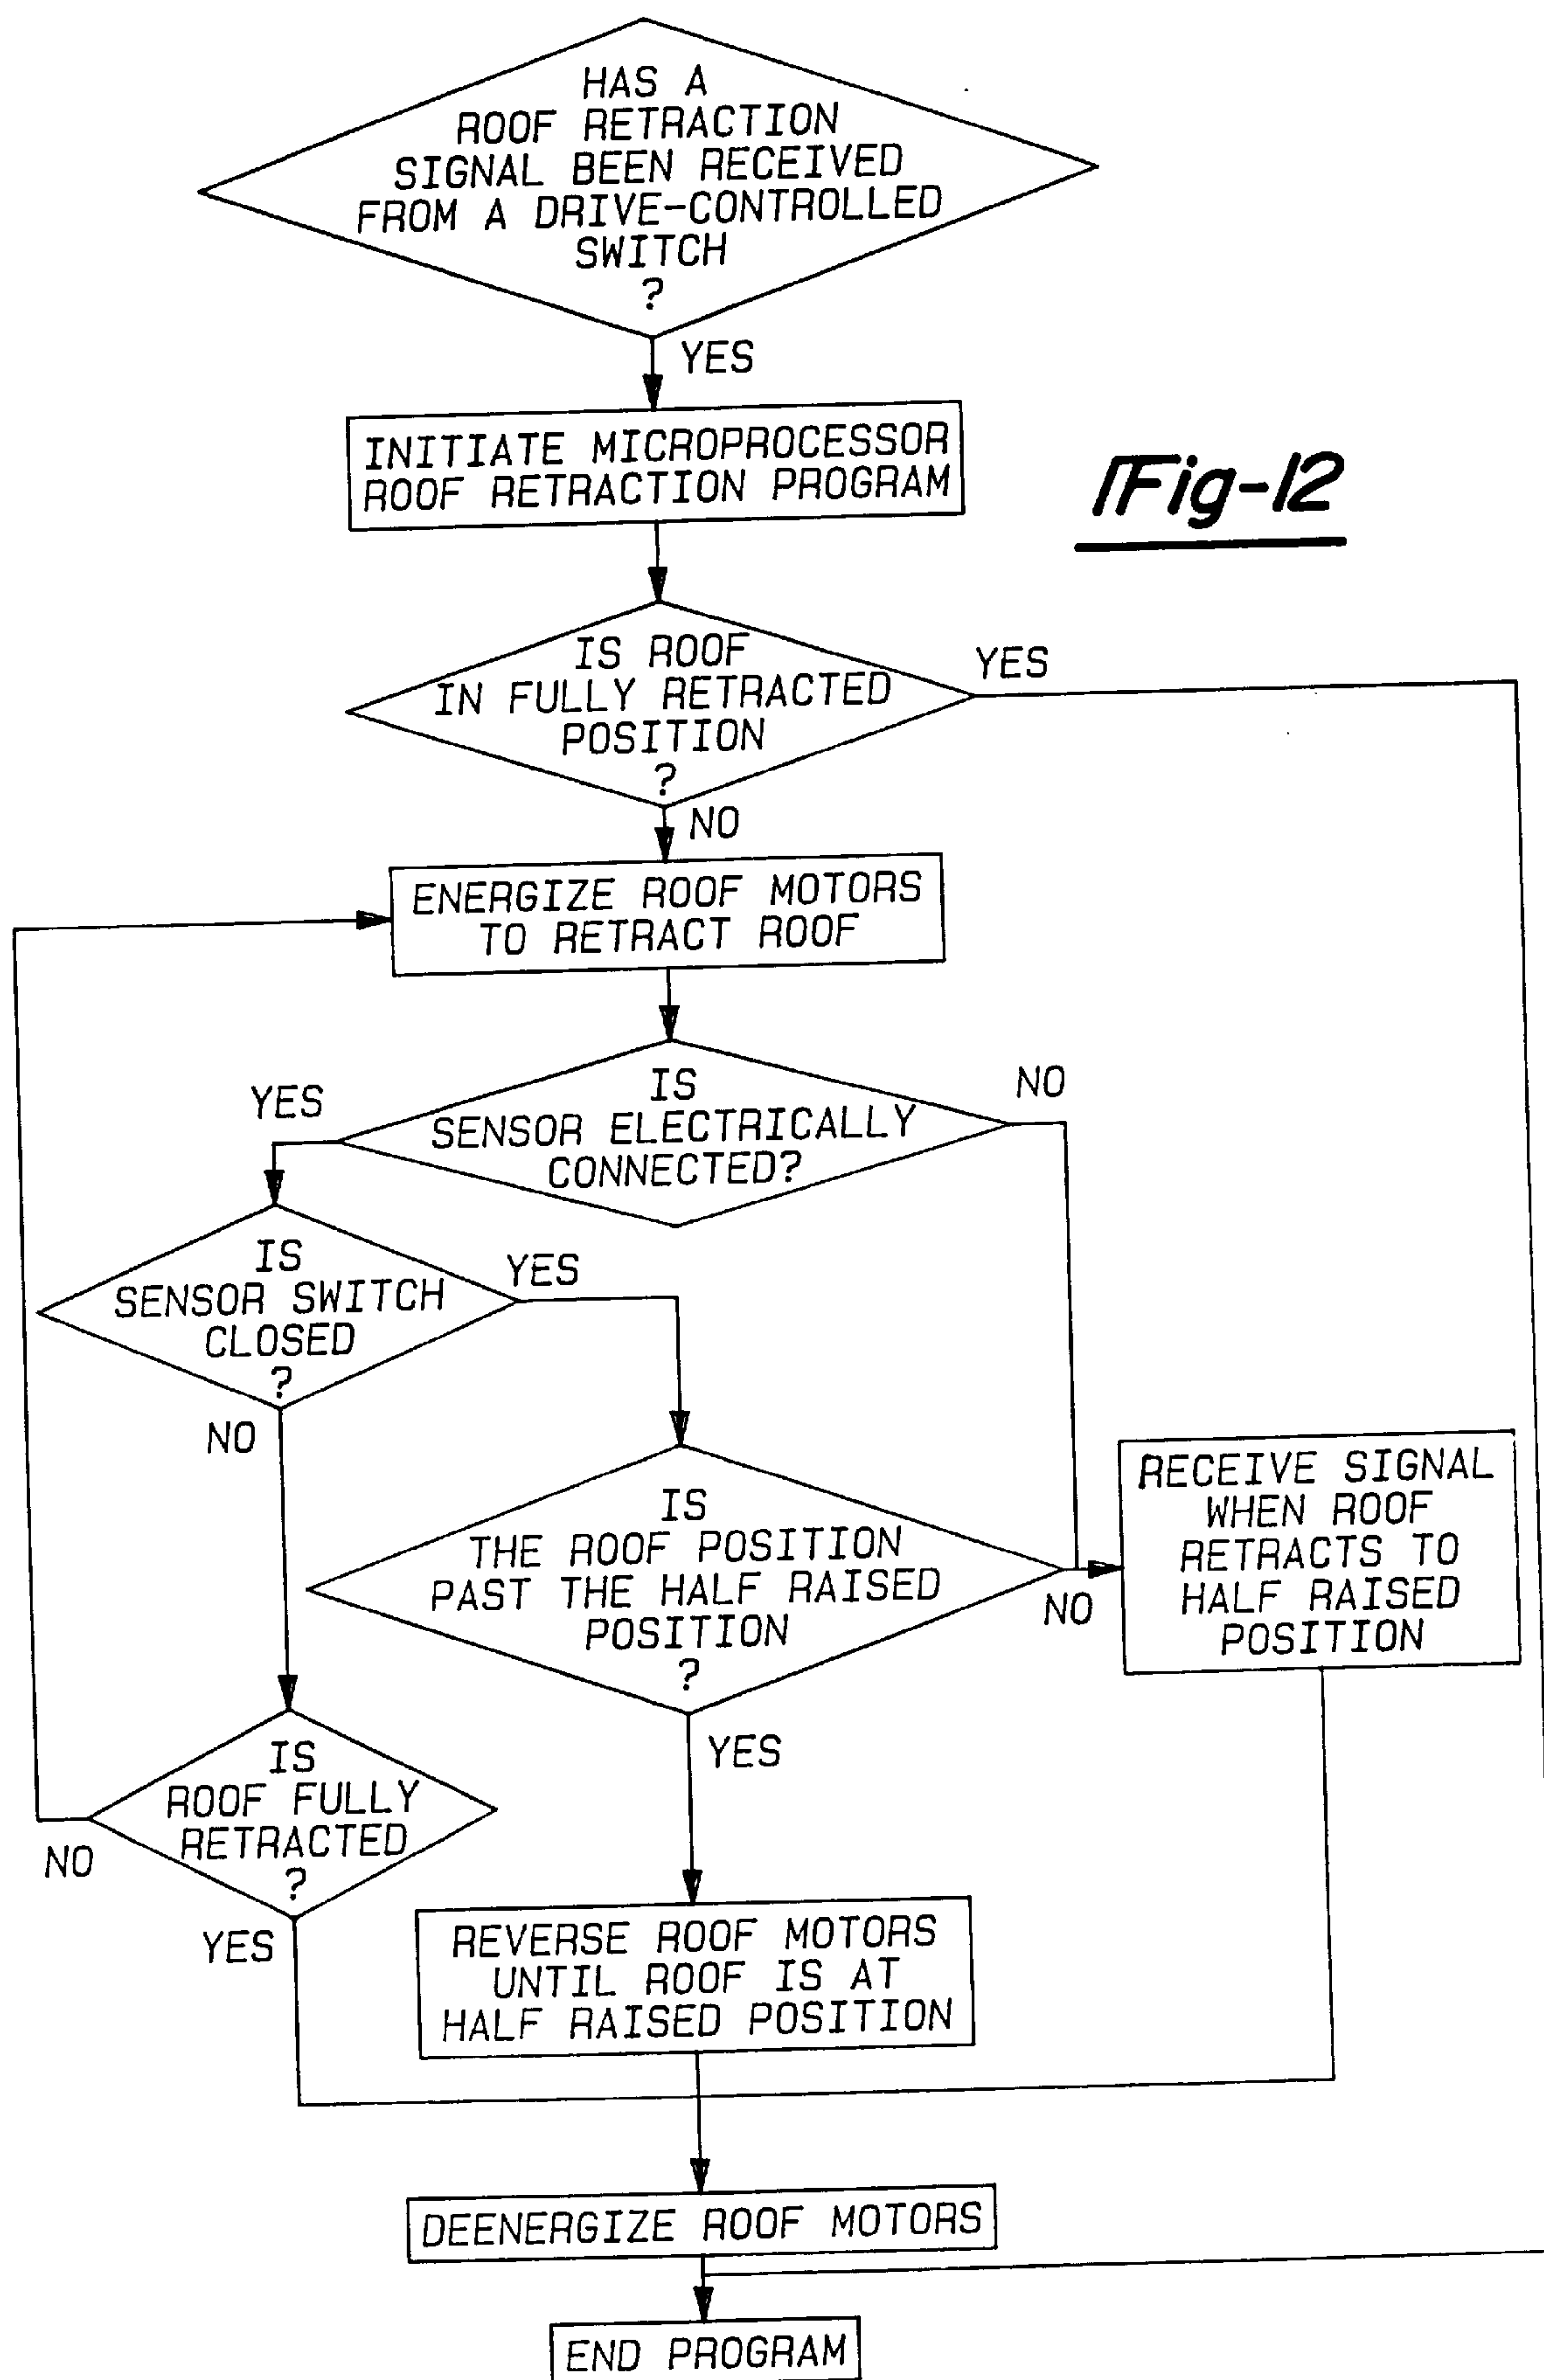 HAS A
ROOF RETRACTION
SIGNAL BEEN RECEIVED
FROM A DRIVE-CONTROLLED
SWITCH
?
YES
INITIATE MICROPROCESSOR
ROOF RETRACTION PROGRAM
Fig-12
IS ROOF
IN FULLY RETRACTED
POSITION
?
YES
NO
ENERGIZE ROOF MOTORS
TO RETRACT ROOF
IS
SENSOR ELECTRICALLY
CONNECTED?
YES
NO
IS
SENSOR SWITCH
CLOSED
?
YES
NO
IS
THE ROOF POSITION
PAST THE HALF RAISED
POSITION
?
NO
YES
RECEIVE SIGNAL
WHEN ROOF
RETRACTS TO
HALF RAISED
POSITION
IS
ROOF FULLY
RETRACTED
?
NO
YES
REVERSE ROOF MOTORS
UNTIL ROOF IS AT
HALF RAISED POSITION
DEENERGIZE ROOF MOTORS
END PROGRAM